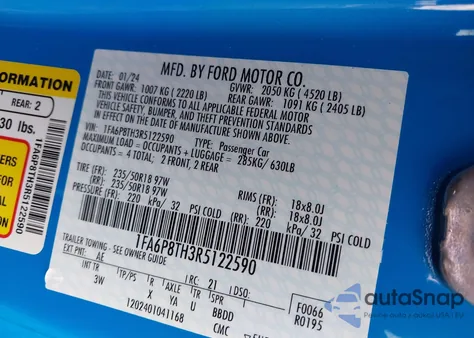 FORMATION
REAR: 2
30 lbs.
1FA6P8TH3R5122590
MFD. BY FORD MOTOR CO.
DATE: 01/24 GVWR: 2050 KG ( 4520 LB)
FRONT GAWR: 1007 KG ( 2220 LB) REAR GAWR: 1091 KG ( 2405 LB)
THIS VEHICLE CONFORMS TO ALL APPLICABLE FEDERAL MOTOR
VEHICLE SAFETY, BUMPER, AND THEFT PREVENTION STANDARDS
IN EFFECT ON THE DATE OF MANUFACTURE SHOWN ABOVE.
VIN: 1FA6P8TH3R5122590 TYPE: Passenger Car
MAXIMUM LOAD = OCCUPANTS + LUGGAGE = 285KG/ 630LB
OCCUPANTS = 4 TOTAL: 2 FRONT, 2 REAR
TIRE (FR): 235/50R18 97W RIMS (FR): 18x8.0J
(RR): 235/50R18 97W (RR): 18x8.0J
PRESSURE (FR): 220 kPA/ 32 PSI COLD (RR): 220 kPA/ 32 PSI COLD
1FA6P8TH3R5122590
TRAILER TOWING - SEE OWNER GUIDE
EXT PNT: AE RC: 21 DSO: F0066
INT TR TP/PS R AXLE TR SPR R0195
3W X YA U BBDD
1202401041168 CMC
autoSnap